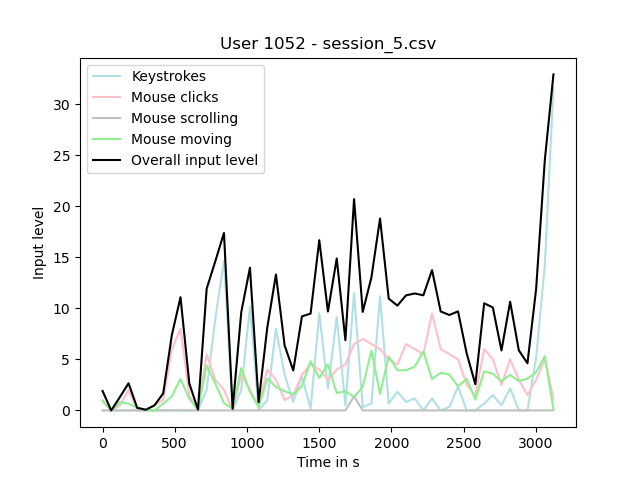 User 1052 - session_5.csv
Keystrokes
Mouse clicks
Mouse scrolling
Mouse moving
Overall input level
Input level
30
25
20
15
10
5
0
0 500 1000 1500 2000 2500 3000
Time in s